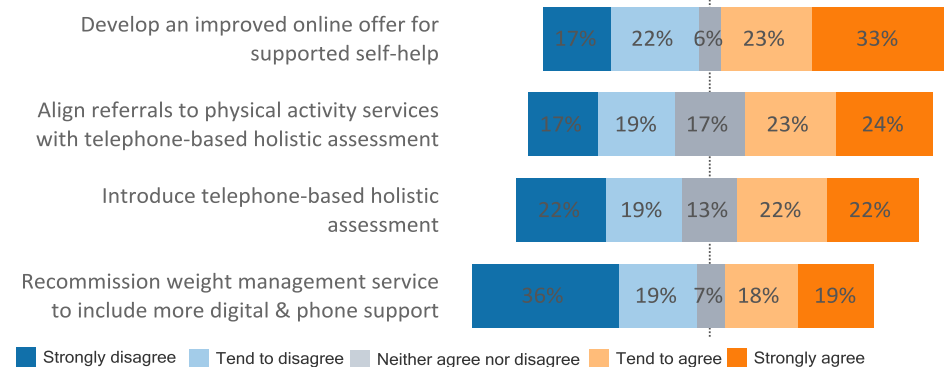 Develop an improved online offer for
supported self-help
17% 22% 6% 23% 33%
Align referrals to physical activity services
with telephone-based holistic assessment
17% 19% 17% 23% 24%
Introduce telephone-based holistic
assessment
22% 19% 13% 22% 22%
Recommission weight management service
to include more digital & phone support
36% 19% 7% 18% 19%
Strongly disagree Tend to disagree Neither agree nor disagree Tend to agree Strongly agree